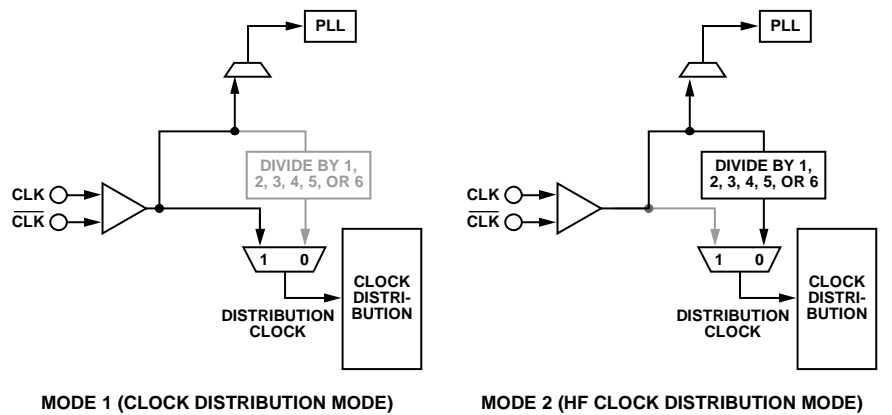 PLL
DIVIDE BY 1,
2, 3, 4, 5, OR 6
CLK
CLK
1 0
CLOCK
DISTRI-
BUTION
DISTRIBUTION
CLOCK
MODE 1 (CLOCK DISTRIBUTION MODE)
PLL
DIVIDE BY 1,
2, 3, 4, 5, OR 6
CLK
CLK
1 0
CLOCK
DISTRI-
BUTION
DISTRIBUTION
CLOCK
MODE 2 (HF CLOCK DISTRIBUTION MODE)